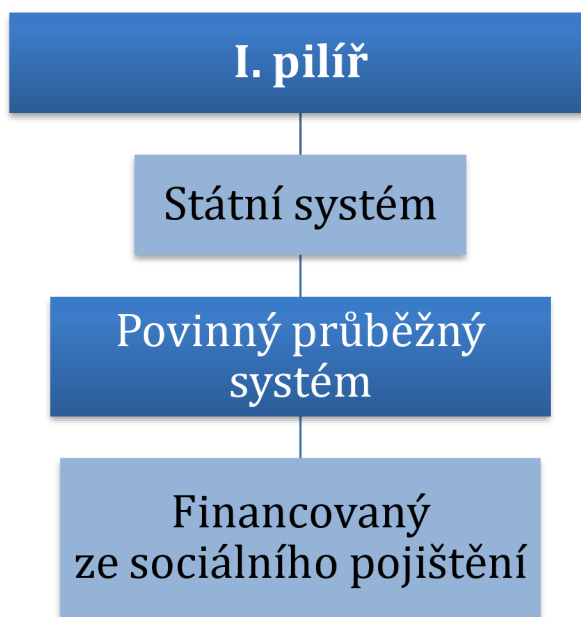 I. pilíř
Státní systém
Povinný průběžný
systém
Financovaný
ze sociálního pojištění